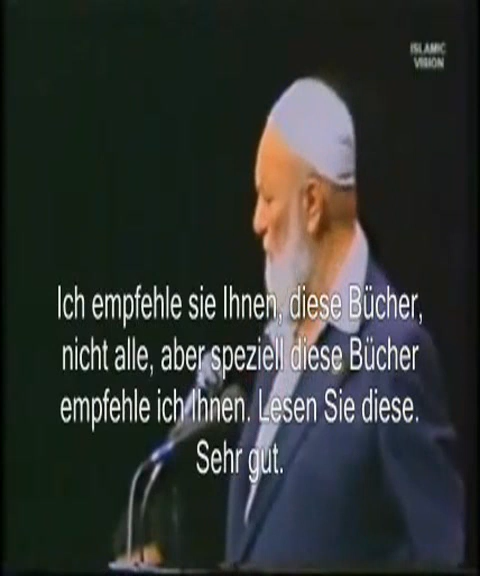 ISLAMIC
VISION
Ich empfehle sie Ihnen, diese Bücher,
nicht alle, aber speziell diese Bücher
empfehle ich Ihnen. Lesen Sie diese.
Sehr gut.